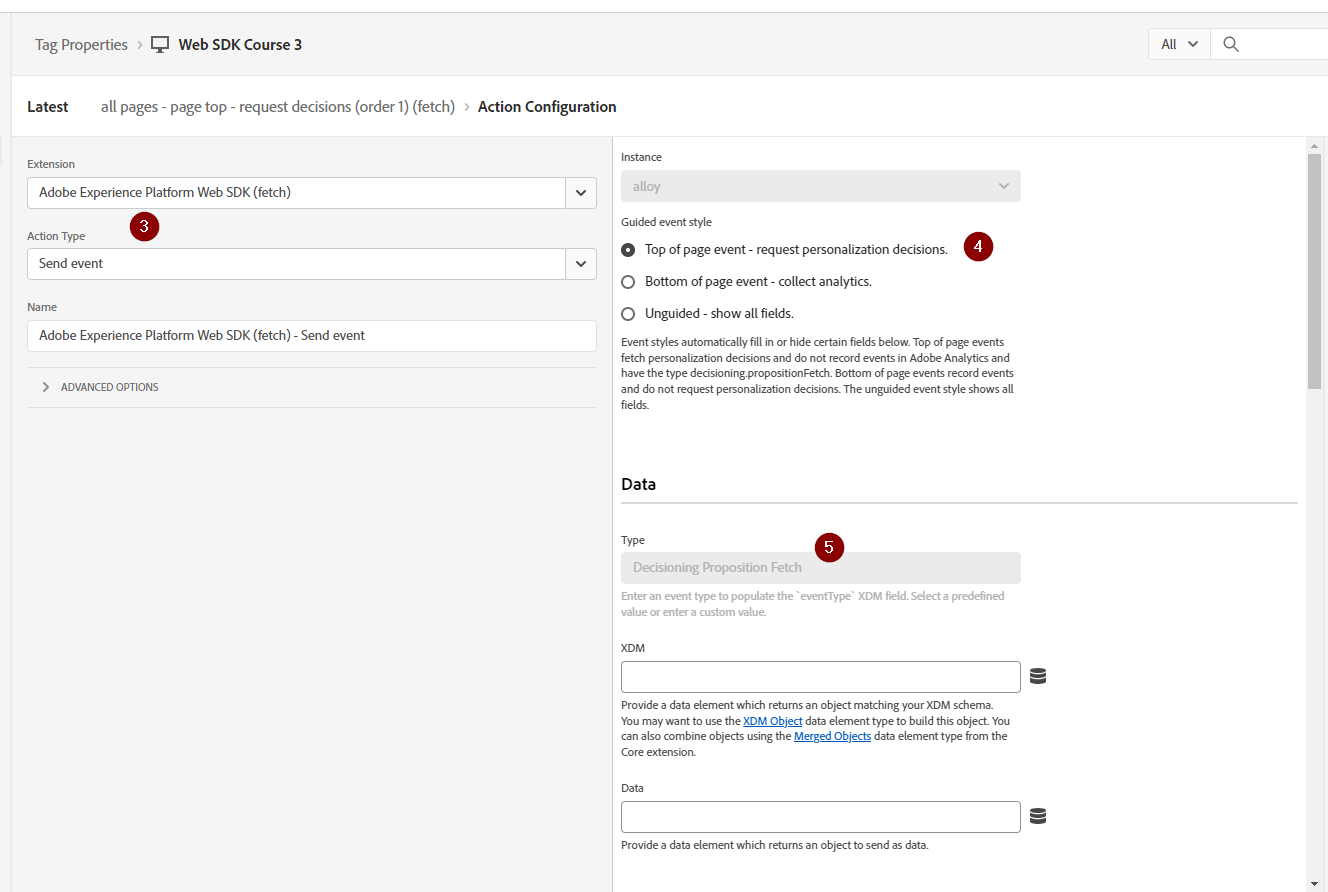 Tag Properties > Web SDK Course 3
All
Latest all pages - page top - request decisions (order 1) (fetch) > Action Configuration
Extension
Adobe Experience Platform Web SDK (fetch)
3
Action Type
Send event
Name
Adobe Experience Platform Web SDK (fetch) - Send event
> ADVANCED OPTIONS
Instance
alloy
Guided event style
Top of page event - request personalization decisions.
4
Bottom of page event - collect analytics.
Unguided - show all fields.
Event styles automatically fill in or hide certain fields below. Top of page events
fetch personalization decisions and do not record events in Adobe Analytics and
have the type decisioning.propositionFetch. Bottom of page events record events
and do not request personalization decisions. The unguided event style shows all
fields.
Data
Type
5
Decisioning Proposition Fetch
Enter an event type to populate the `eventType` XDM field. Select a predefined
value or enter a custom value.
XDM
Provide a data element which returns an object matching your XDM schema.
You may want to use the XDM Object data element type to build this object. You
can also combine objects using the Merged Objects data element type from the
Core extension.
Data
Provide a data element which returns an object to send as data.